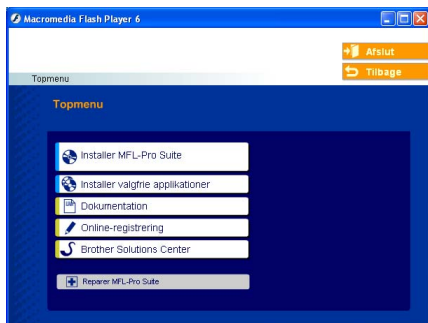 Macromedia Flash Player 6
Afslut
Tilbage
Topmenu
Topmenu
Installer MFL-Pro Suite
Installer valgfrie applikationer
Dokumentation
Online-registrering
Brother Solutions Center
Reparer MFL-Pro Suite